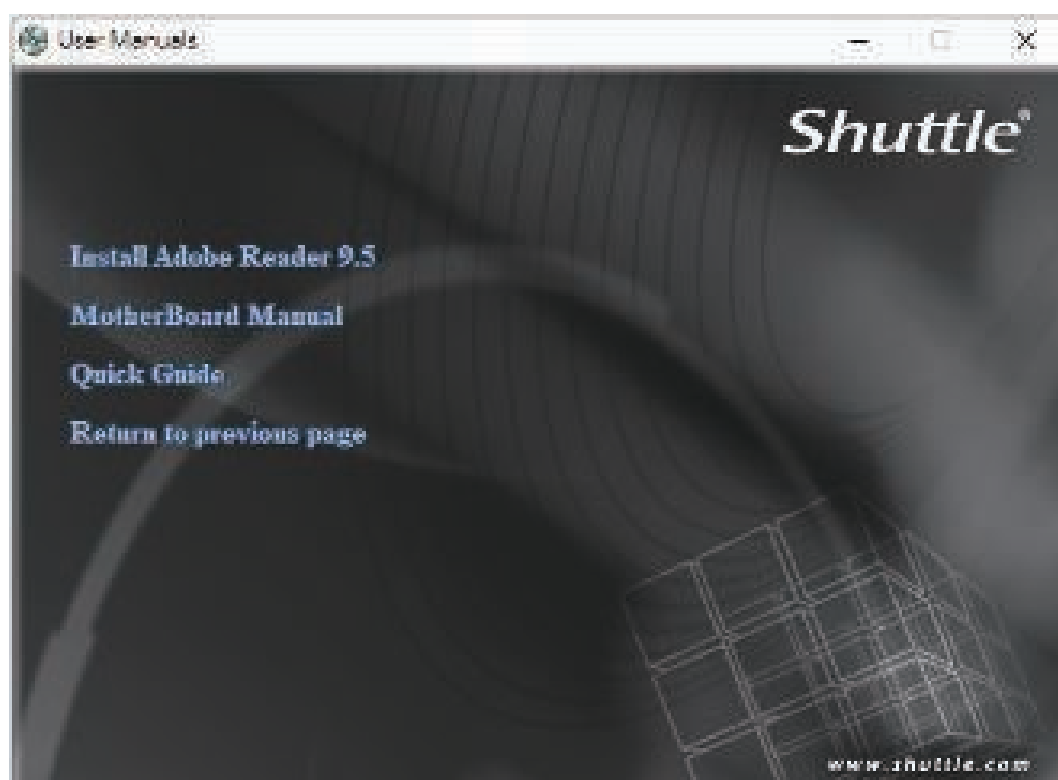 User Manuals
Shuttle®
Install Adobe Reader 9.5
MotherBoard Manual
Quick Guide
Return to previous page
www.shuttle.com